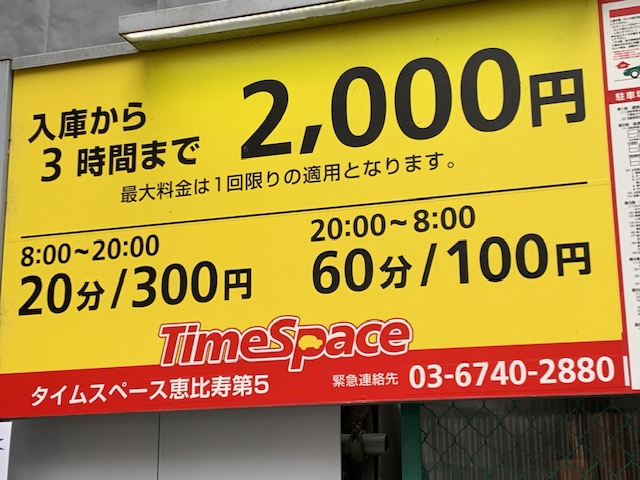 入庫から
3時間まで
2,000円
最大料金は1回限りの適用となります。
8:00~20:00
20分/300円
20:00~8:00
60分/100円
TimeSpace
タイムスペース恵比寿第5
緊急連絡先 03-6740-2880